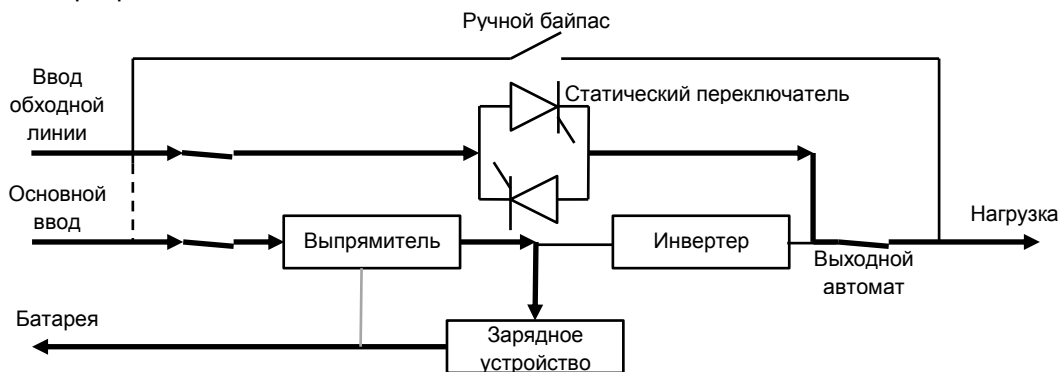 Ручной байпас
Ввод
обходной
линии
Статический переключатель
Основной
ввод
Выпрямитель
Инвертер
Нагрузка
Выходной
автомат
Батарея
Зарядное
устройство